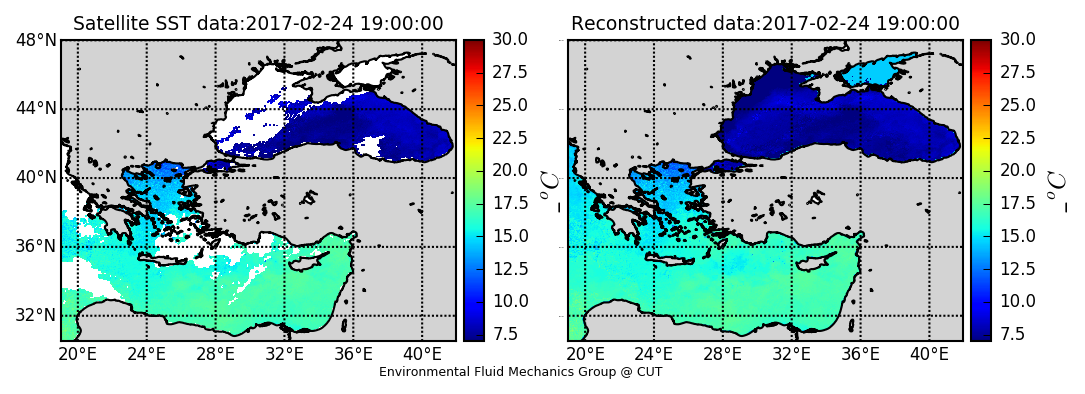 Satellite SST data:2017-02-24 19:00:00
48°N
44°N
40°N
36°N
32°N
20°E 24°E 28°E 32°E 36°E 40°E
30.0
27.5
25.0
22.5
20.0
17.5
15.0
12.5
10.0
7.5
_°C
Reconstructed data:2017-02-24 19:00:00
20°E 24°E 28°E 32°E 36°E 40°E
30.0
27.5
25.0
22.5
20.0
17.5
15.0
12.5
10.0
7.5
_°C
Environmental Fluid Mechanics Group @ CUT